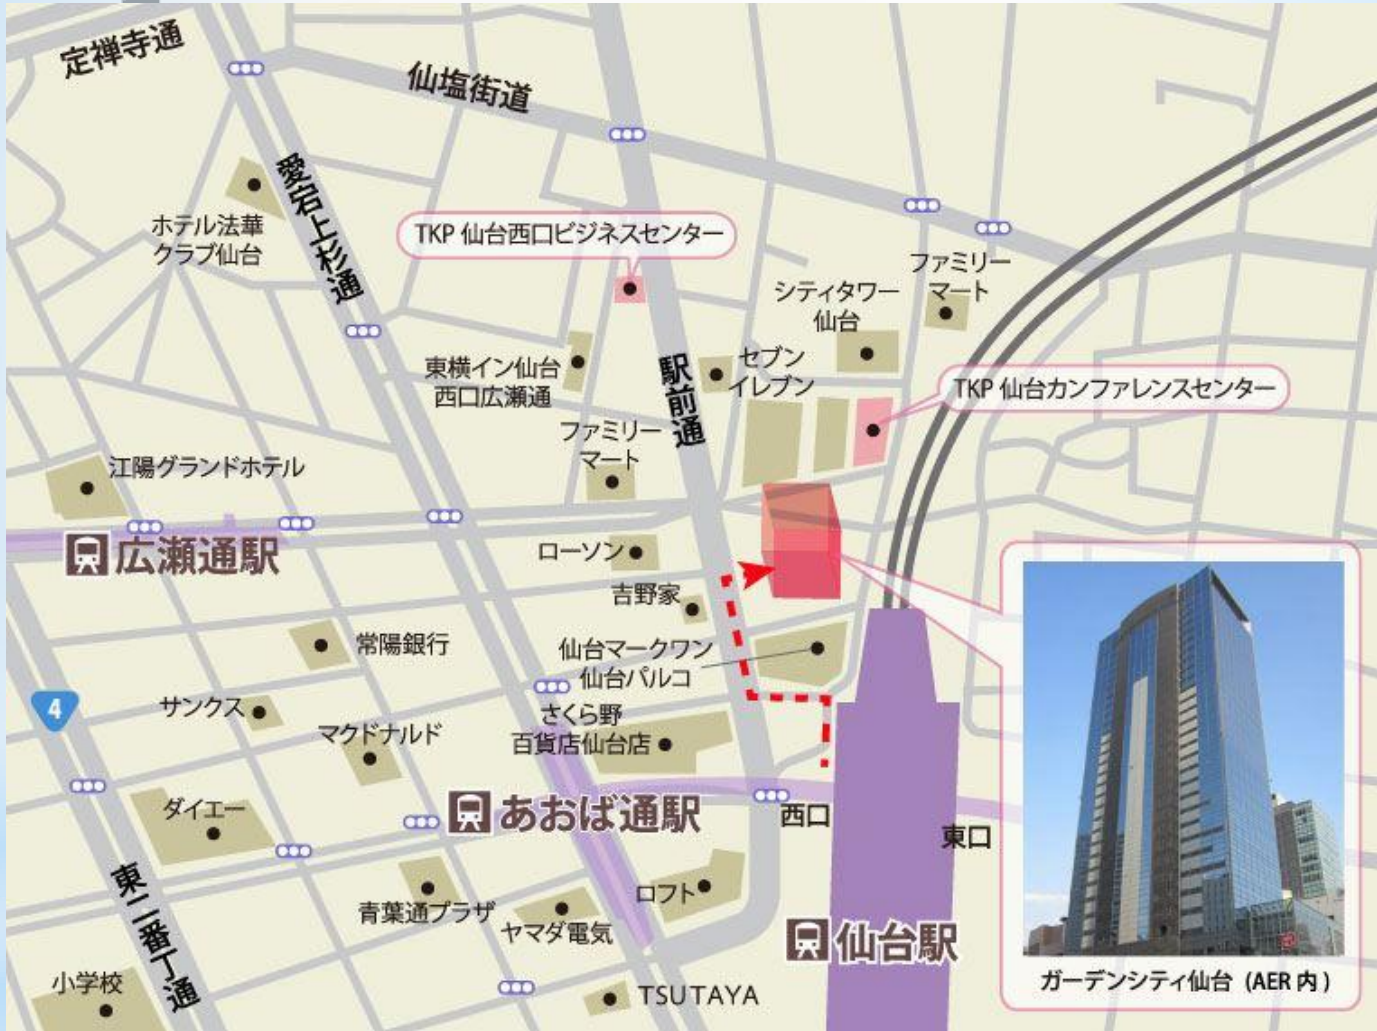 定禅寺通
仙塩街道
愛宕上杉通
ホテル法華
クラブ仙台
TKP 仙台西口ビジネスセンター
ファミリー
マート
シティタワー
仙台
東横イン仙台
西口広瀬通
駅前通
セブン
イレブン
TKP 仙台カンファレンスセンター
ファミリー
マート
江陽グランドホテル
広瀬通駅
ローソン
吉野家
常陽銀行
仙台マークワン
仙台パルコ
4
サンクス
マクドナルド
さくら野
百貨店仙台店
ダイエー
あおば通駅
西口
東口
東二番丁通
青葉通プラザ
ヤマダ電気
ロフト
仙台駅
小学校
TSUTAYA
ガーデンシティ仙台 (AER 内)